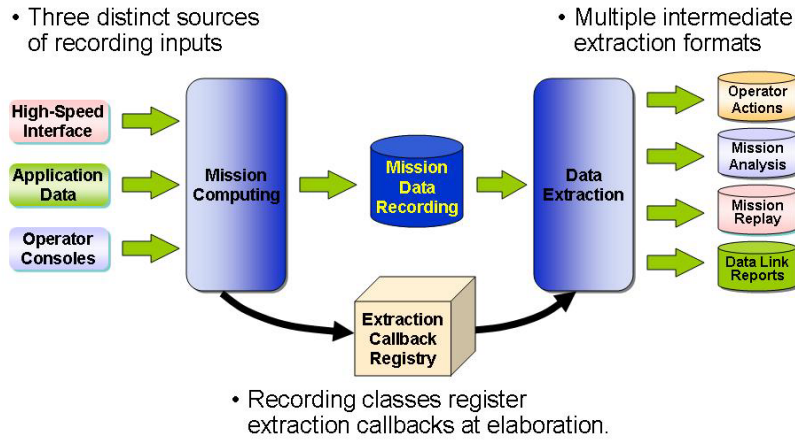 • Three distinct sources
of recording inputs
• Multiple intermediate
extraction formats
High-Speed
Interface
Application
Data
Operator
Consoles
Mission
Computing
Mission
Data
Recording
Data
Extraction
Operator
Actions
Mission
Analysis
Mission
Replay
Data Link
Reports
Extraction
Callback
Registry
• Recording classes register
extraction callbacks at elaboration.